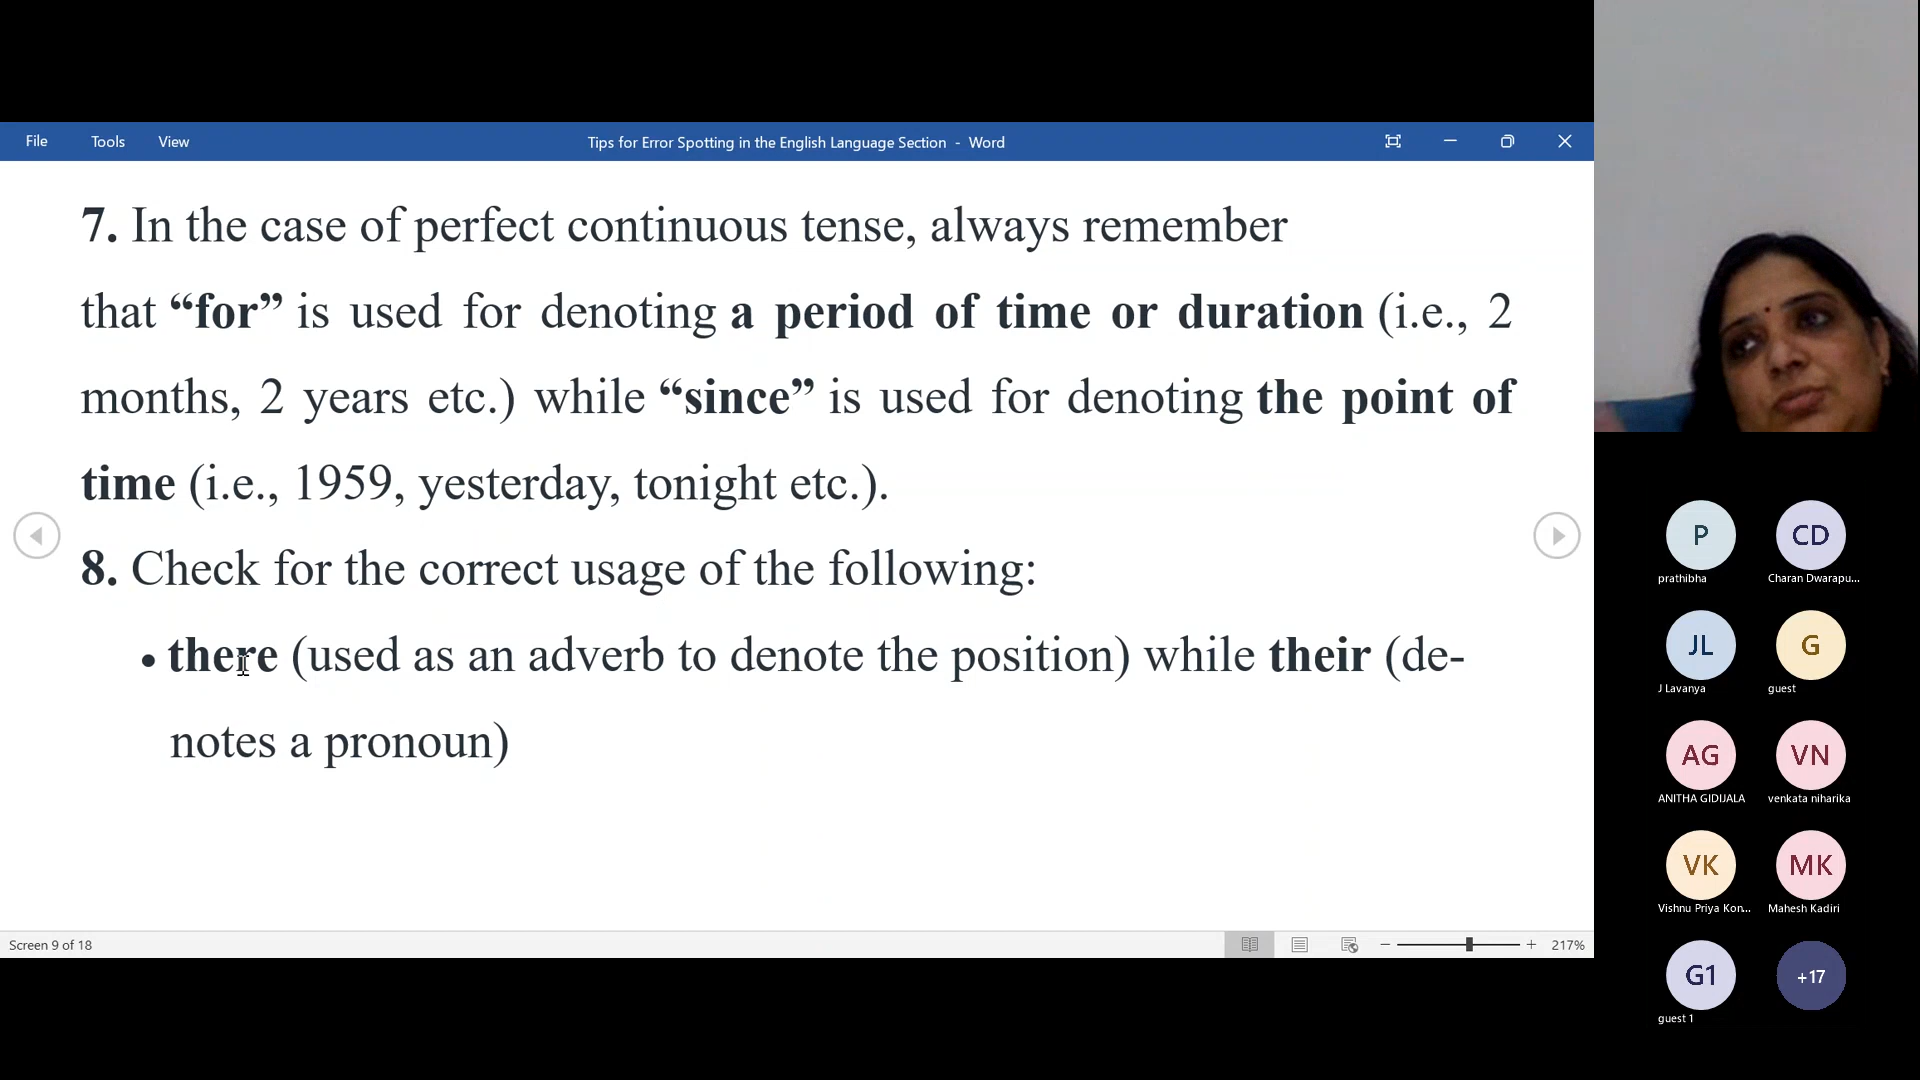 File Tools View Tips for Error Spotting in the English Language Section - Word
7. In the case of perfect continuous tense, always remember
that “for” is used for denoting a period of time or duration (i.e., 2
months, 2 years etc.) while “since” is used for denoting the point of
time (i.e., 1959, yesterday, tonight etc.).
8. Check for the correct usage of the following:
• there (used as an adverb to denote the position) while their (de-
notes a pronoun)
Screen 9 of 18 217%
P CD
prathibha Charan Dwarapu...
JL G
J Lavanya guest
AG VN
ANITHA GIDIJALA venkata niharika
VK MK
Vishnu Priya Kon... Mahesh Kadiri
G1 +17
guest 1